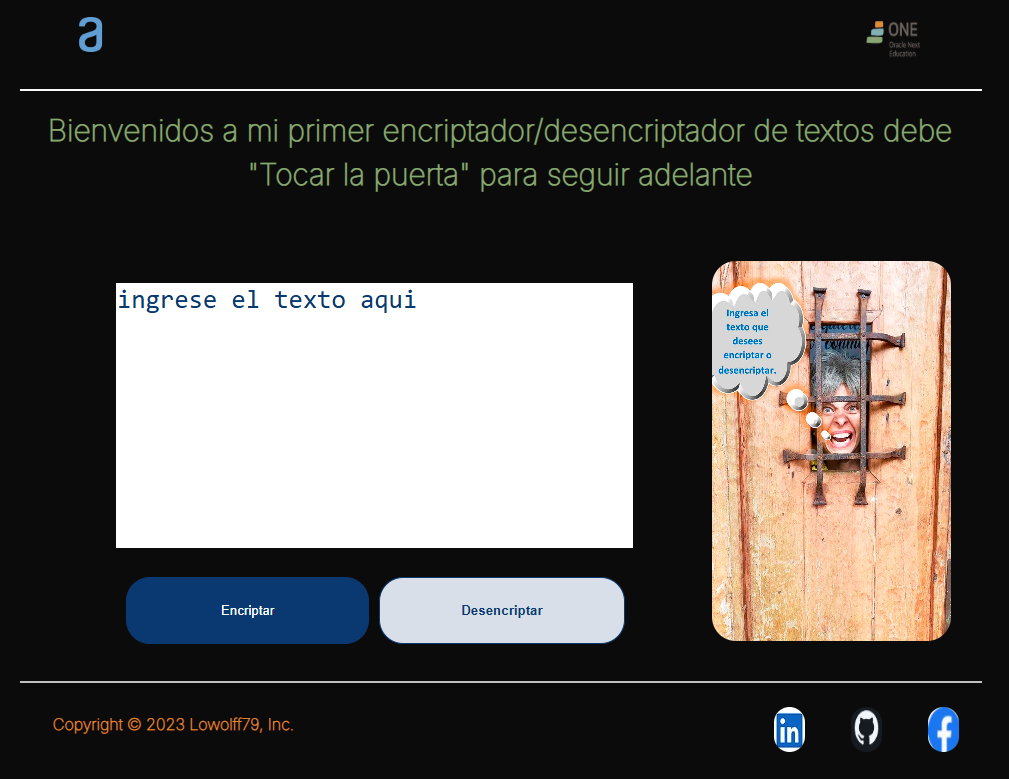 a
ONE
Oracle Next
Education
Bienvenidos a mi primer encriptador/desencriptador de textos debe
"Tocar la puerta" para seguir adelante
ingrese el texto aqui
Ingresa el
texto que
desees
encriptar o
desencriptar.
Encriptar
Desencriptar
Copyright © 2023 Lowolff79, Inc.
in
f